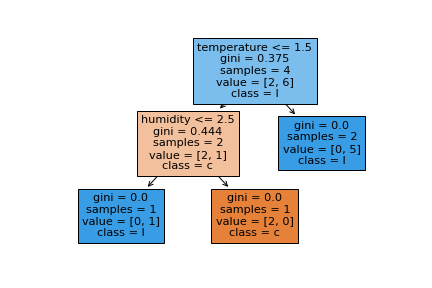 temperature <= 1.5
gini = 0.375
samples = 4
value = [2, 6]
class = l
humidity <= 2.5
gini = 0.444
samples = 2
value = [2, 1]
class = c
gini = 0.0
samples = 2
value = [0, 5]
class = l
gini = 0.0
samples = 1
value = [0, 1]
class = l
gini = 0.0
samples = 1
value = [2, 0]
class = c